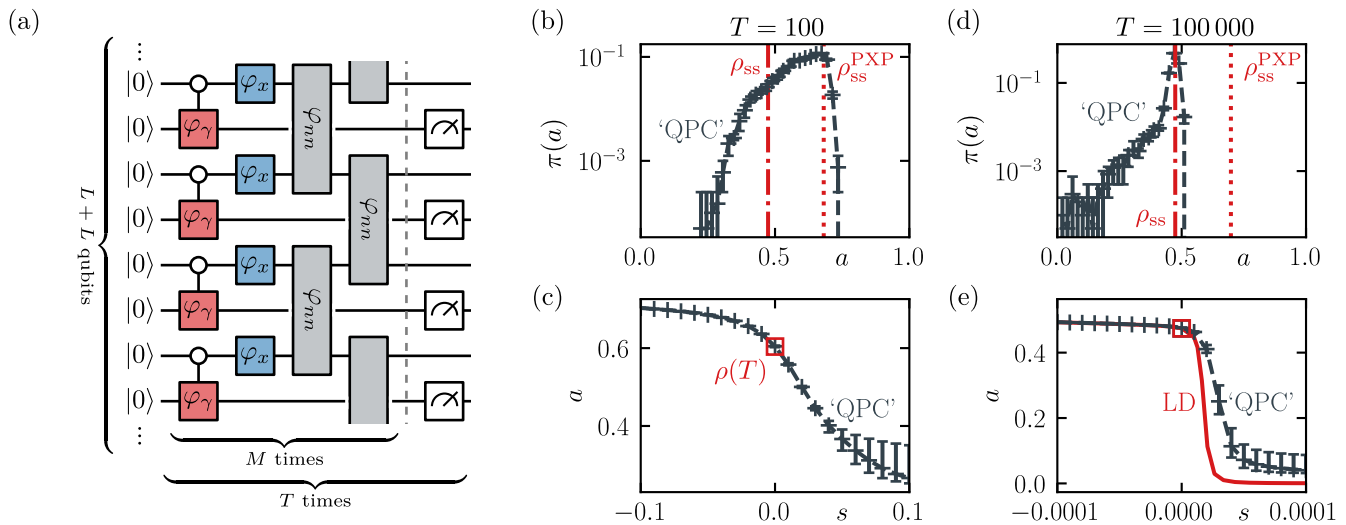 (a)
⋮
|0⟩
|0⟩
|0⟩
|0⟩
|0⟩
|0⟩
|0⟩
|0⟩
⋮
L + L qubits
φγ
φγ
φγ
φγ
φx
φx
φx
φx
φnn
φnn
φnn
M times
T times
(b)
T = 100
10⁻¹
10⁻³
π(a)
ρss
ρss^PXP
'QPC'
0.0
0.5
a
1.0
(c)
0.6
0.4
a
ρ(T)
'QPC'
−0.1
0.0
s
0.1
(d)
T = 100 000
10⁻¹
10⁻³
π(a)
ρss^PXP
'QPC'
ρss
0.0
0.5
a
1.0
(e)
0.4
0.2
0.0
a
LD
'QPC'
−0.0001
0.0000
s
0.0001